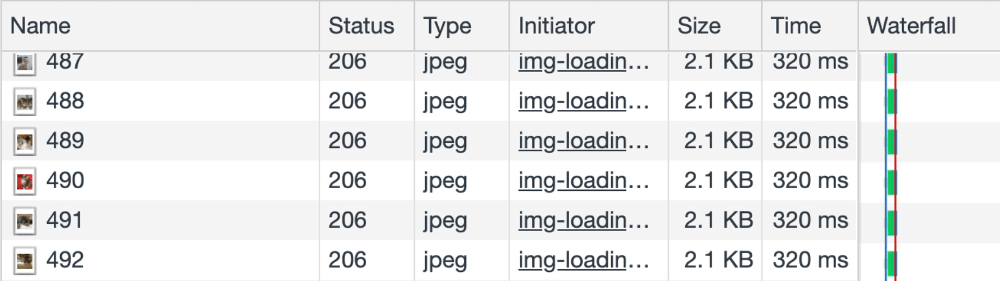 Name Status Type Initiator Size Time Waterfall
487 206 jpeg img-loadin... 2.1 KB 320 ms
488 206 jpeg img-loadin... 2.1 KB 320 ms
489 206 jpeg img-loadin... 2.1 KB 320 ms
490 206 jpeg img-loadin... 2.1 KB 320 ms
491 206 jpeg img-loadin... 2.1 KB 320 ms
492 206 jpeg img-loadin... 2.1 KB 320 ms